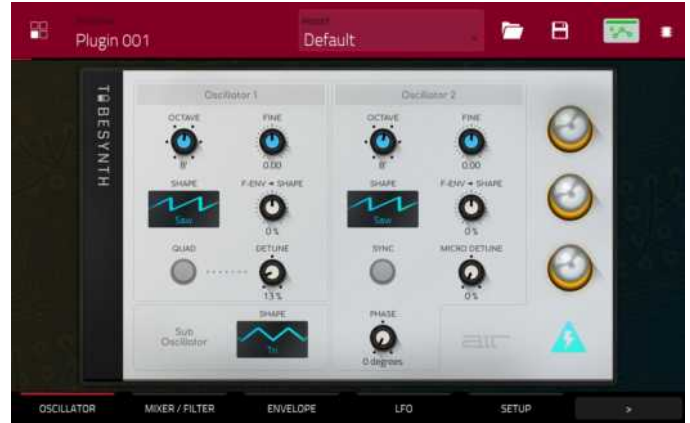 Plugin 001
PRESET
Default
TUBESYNTH
Oscillator 1
Oscillator 2
OCTAVE FINE OCTAVE FINE
8' 0.00 8' 0.00
SHAPE F-ENV → SHAPE SHAPE F-ENV → SHAPE
Saw 0 % Saw 0 %
QUAD DETUNE SYNC MICRO DETUNE
13 % 0 %
SHAPE PHASE
Sub
Oscillator
Tri
0 degrees
AIR
OSCILLATOR MIXER / FILTER ENVELOPE LFO SETUP >